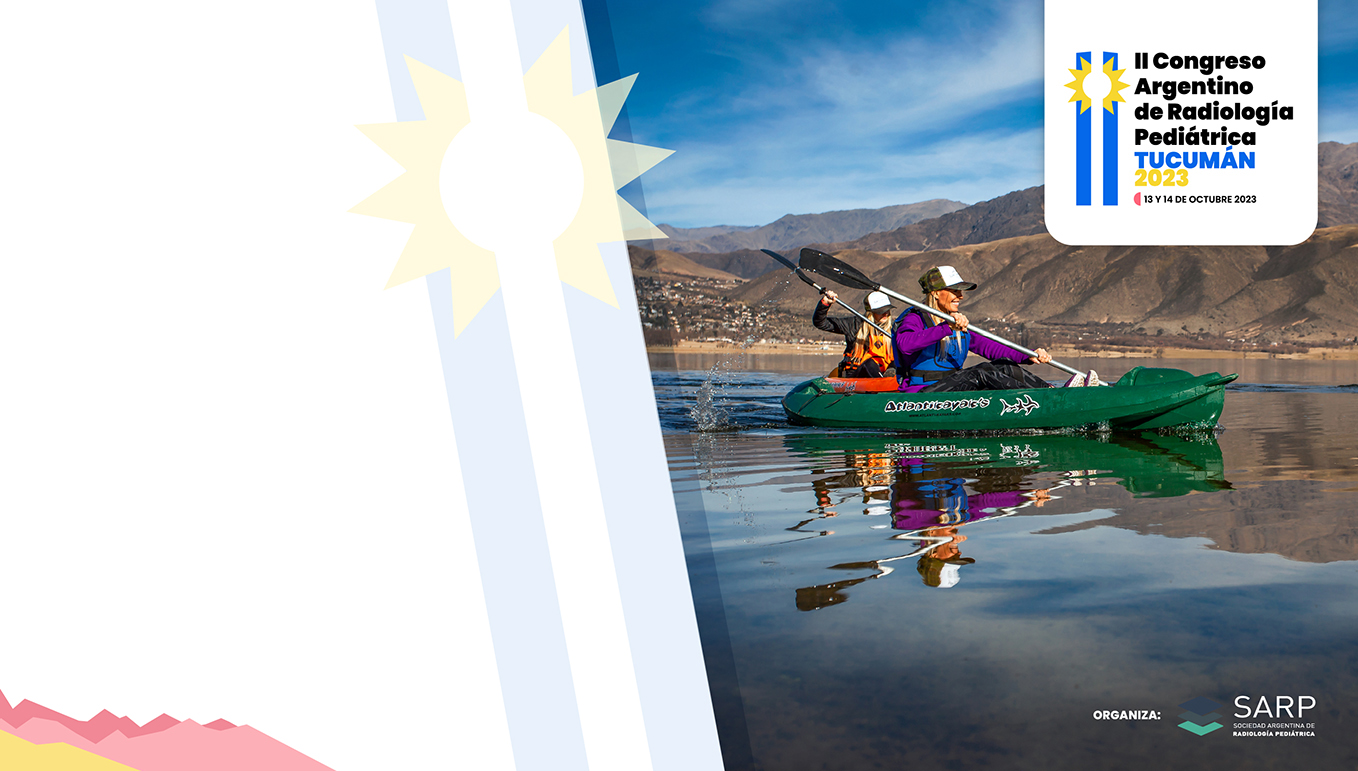 II Congreso
Argentino
de Radiología
Pediátrica
TUCUMÁN
2023
13 Y 14 DE OCTUBRE 2023
Atlantikayak's
ORGANIZA:
SARP
SOCIEDAD ARGENTINA DE
RADIOLOGÍA PEDIÁTRICA